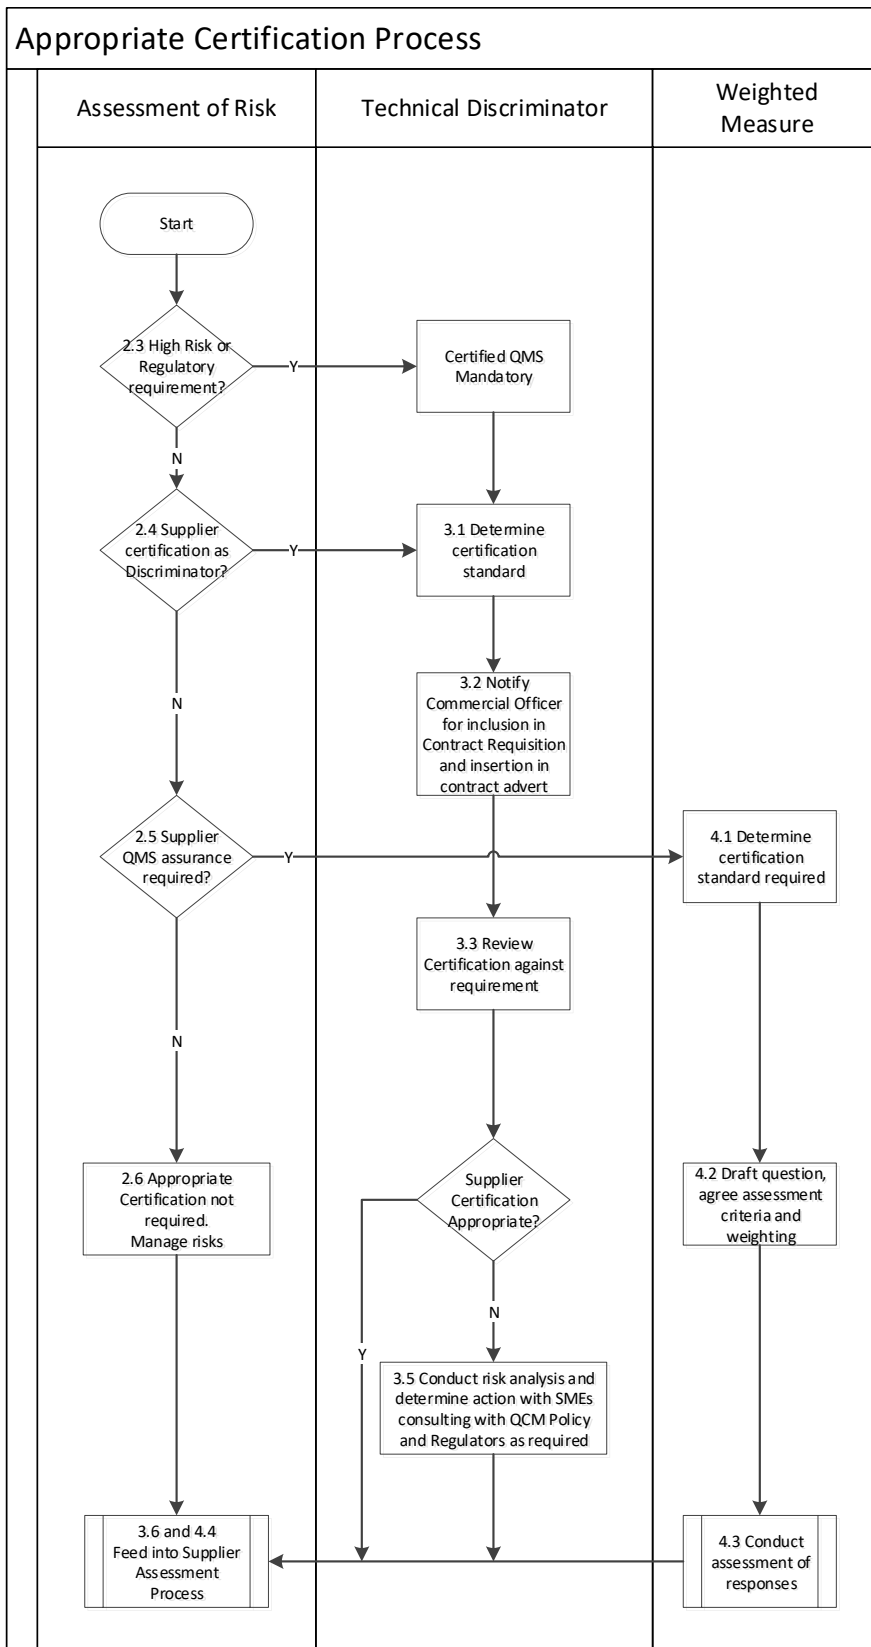 Appropriate Certification Process
Assessment of Risk
Technical Discriminator
Weighted
Measure
Start
2.3 High Risk or
Regulatory
requirement?
Y
Certified QMS
Mandatory
N
2.4 Supplier
certification as
Discriminator?
Y
3.1 Determine
certification
standard
N
3.2 Notify
Commercial Officer
for inclusion in
Contract Requisition
and insertion in
contract advert
2.5 Supplier
QMS assurance
required?
Y
4.1 Determine
certification
standard required
3.3 Review
Certification against
requirement
N
2.6 Appropriate
Certification not
required.
Manage risks
Supplier
Certification
Appropriate?
4.2 Draft question,
agree assessment
criteria and
weighting
N
Y
3.5 Conduct risk analysis and
determine action with SMEs
consulting with QCM Policy
and Regulators as required
3.6 and 4.4
Feed into Supplier
Assessment
Process
4.3 Conduct
assessment of
responses